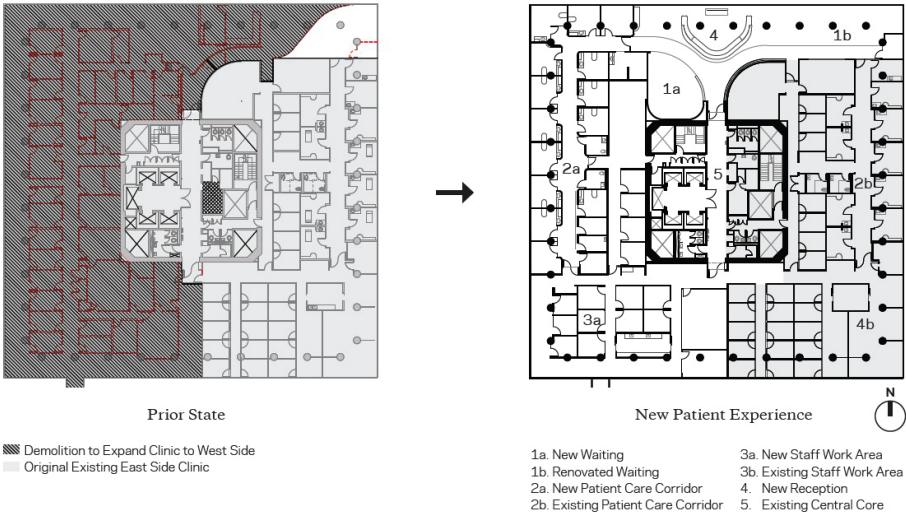 4
1b
1a
2a
5
2b
3a
4b
N
Prior State
New Patient Experience
Demolition to Expand Clinic to West Side
Original Existing East Side Clinic
1a. New Waiting
1b. Renovated Waiting
2a. New Patient Care Corridor
2b. Existing Patient Care Corridor
3a. New Staff Work Area
3b. Existing Staff Work Area
4. New Reception
5. Existing Central Core